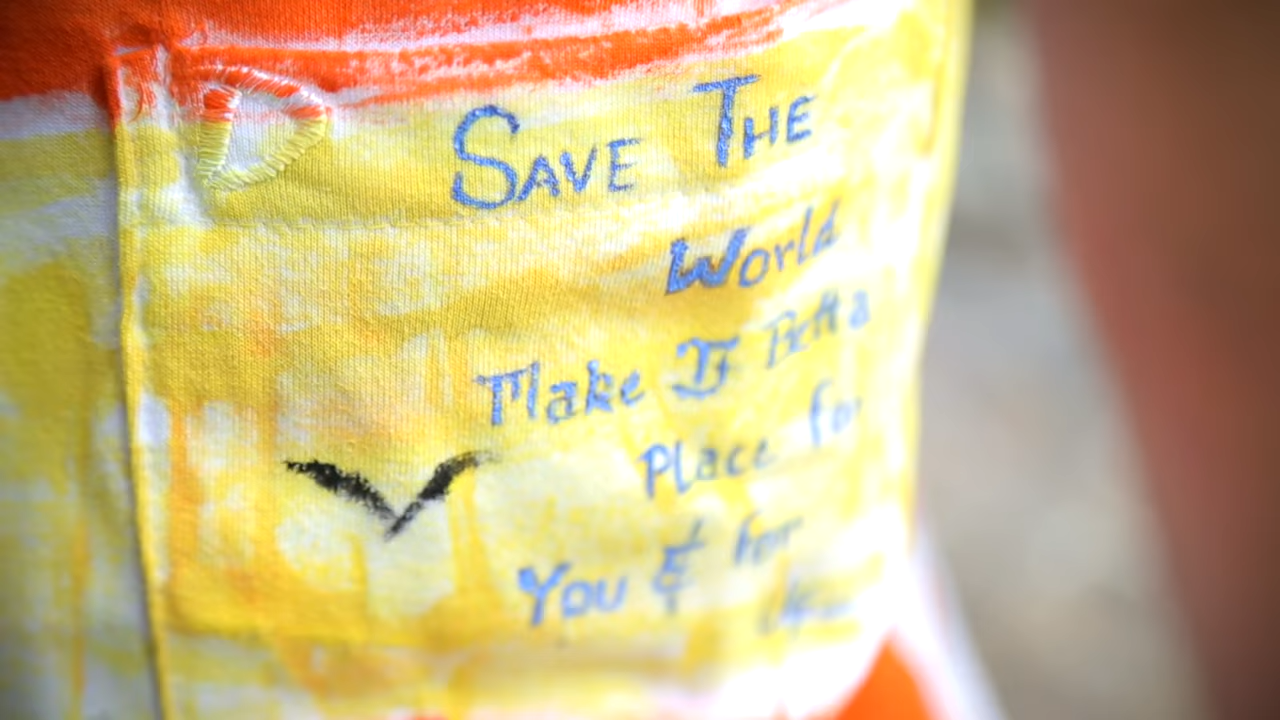 SAVE THE
World
Make It Betta
Place for
You & for